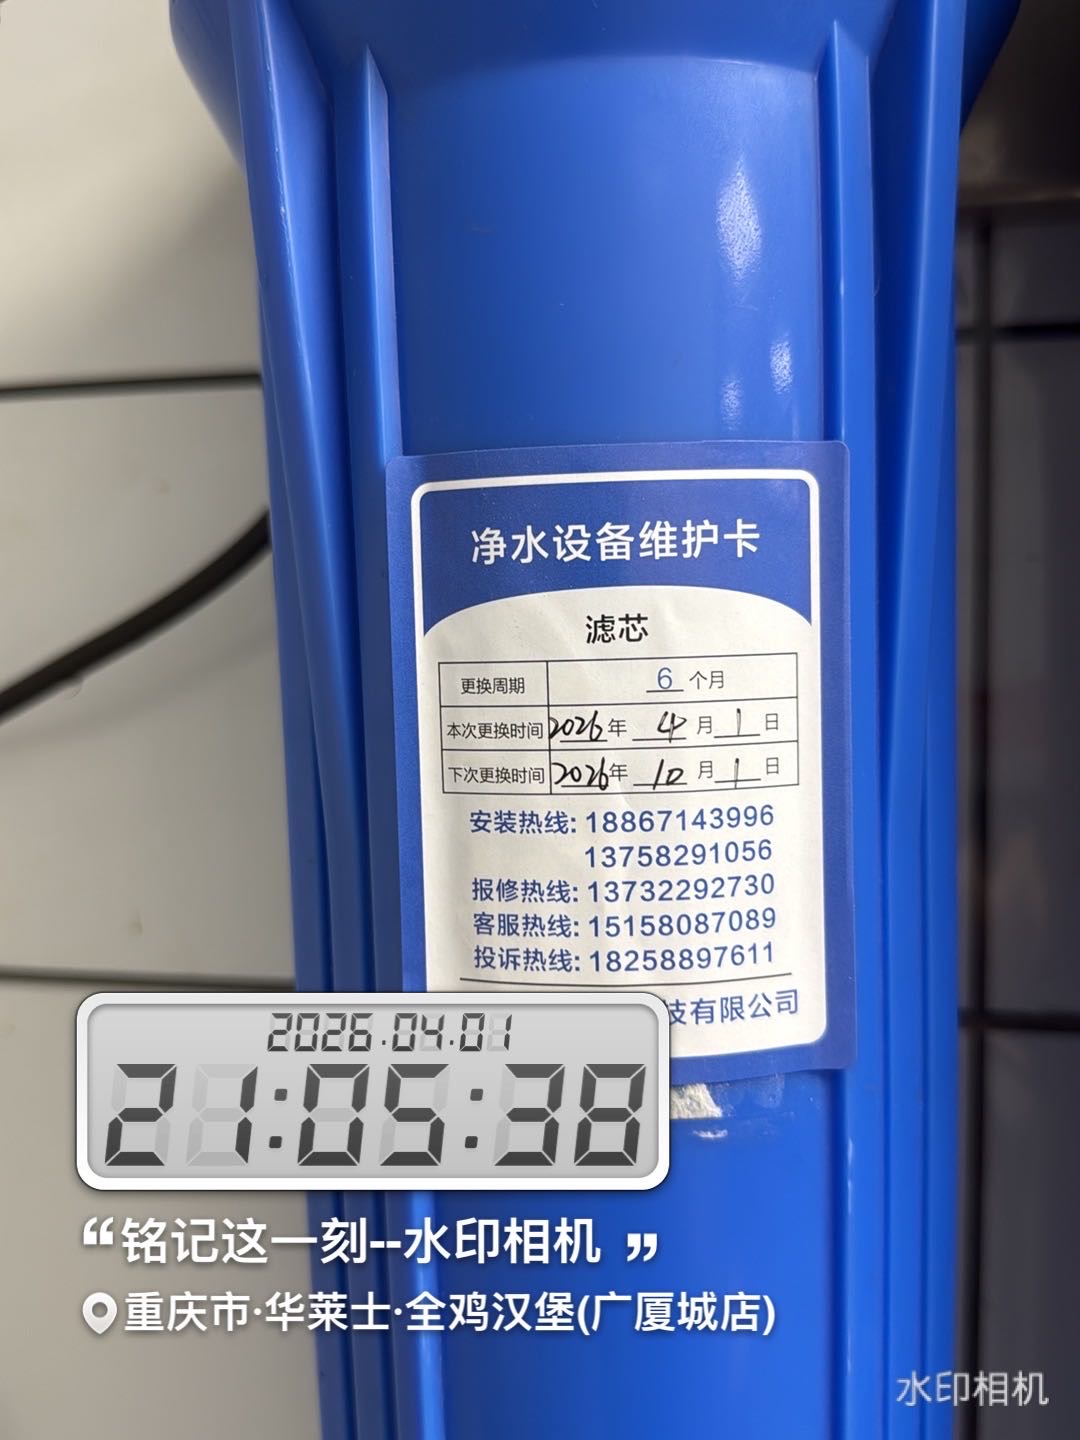 净水设备维护卡
滤芯
更换周期 6 个月
本次更换时间 2026年 4月1日
下次更换时间 2026年 10月1日
安装热线: 18867143996
13758291056
报修热线: 13732292730
客服热线: 15158087089
投诉热线: 18258897611
技有限公司
2026.04.01
21:05:38
“铭记这一刻--水印相机 ”
重庆市·华莱士·全鸡汉堡(广厦城店)
水印相机